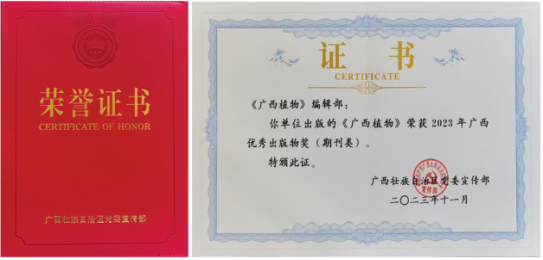 荣誉证书
CERTIFICATE OF HONOR
广西壮族自治区党委宣传部
证 书
CERTIFICATE
《广西植物》编辑部：
你单位出版的《广西植物》荣获 2023 年广西
优秀出版物奖（期刊类）。
特颁此证。
广西壮族自治区党委宣传部
二〇二三年十一月